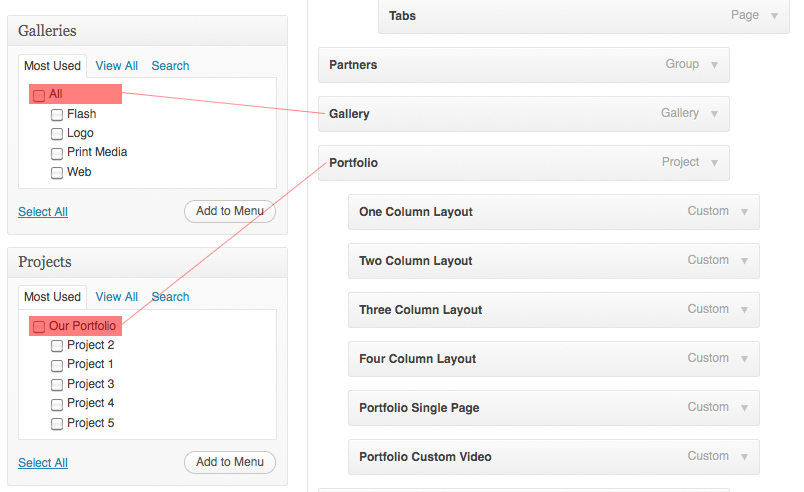 Galleries
Most Used View All Search
All
Flash
Logo
Print Media
Web
Select All Add to Menu
Projects
Most Used View All Search
Our Portfolio
Project 2
Project 1
Project 3
Project 4
Project 5
Select All Add to Menu
Tabs Page
Partners Group
Gallery Gallery
Portfolio Project
One Column Layout Custom
Two Column Layout Custom
Three Column Layout Custom
Four Column Layout Custom
Portfolio Single Page Custom
Portfolio Custom Video Custom